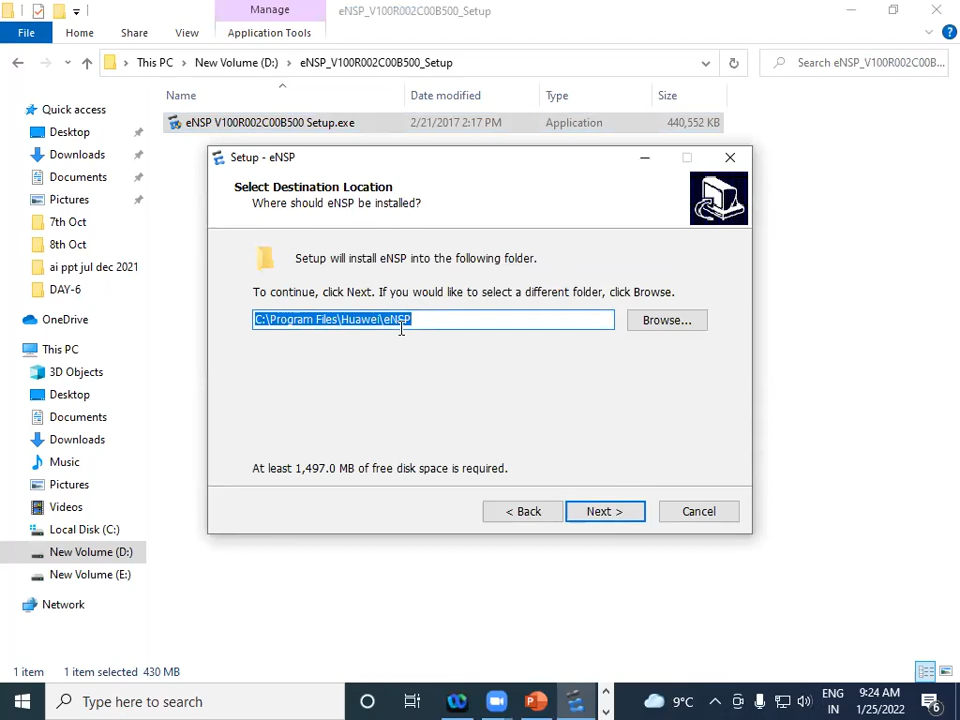 Manage
eNSP_V100R002C00B500_Setup
File
Home
Share
View
Application Tools
This PC
New Volume (D:)
eNSP_V100R002C00B500_Setup
Search eNSP_V100R002C00B...
Name
Date modified
Type
Size
eNSP V100R002C00B500 Setup.exe
2/21/2017 2:17 PM
Application
440,552 KB
Quick access
Desktop
Downloads
Documents
Pictures
7th Oct
8th Oct
ai ppt jul dec 2021
DAY-6
OneDrive
This PC
3D Objects
Desktop
Documents
Downloads
Music
Pictures
Videos
Local Disk (C:)
New Volume (D:)
New Volume (E:)
Network
Setup - eNSP
Select Destination Location
Where should eNSP be installed?
Setup will install eNSP into the following folder.
To continue, click Next. If you would like to select a different folder, click Browse.
C:\Program Files\Huawei\eNSP
Browse...
At least 1,497.0 MB of free disk space is required.
< Back
Next >
Cancel
1 item
1 item selected 430 MB
Type here to search
9°C
ENG
IN
9:24 AM
1/25/2022
6